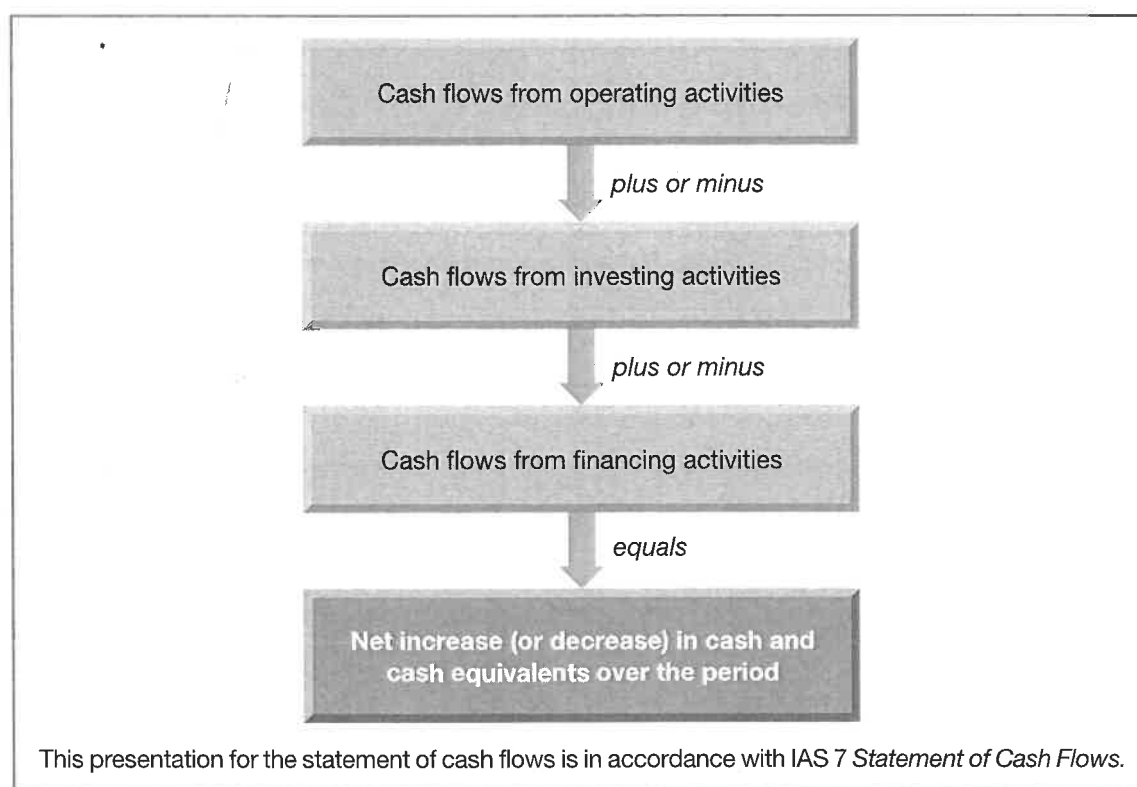 Cash flows from operating activities
plus or minus
Cash flows from investing activities
plus or minus
Cash flows from financing activities
equals
Net increase (or decrease) in cash and
cash equivalents over the period
This presentation for the statement of cash flows is in accordance with IAS 7 Statement of Cash Flows.